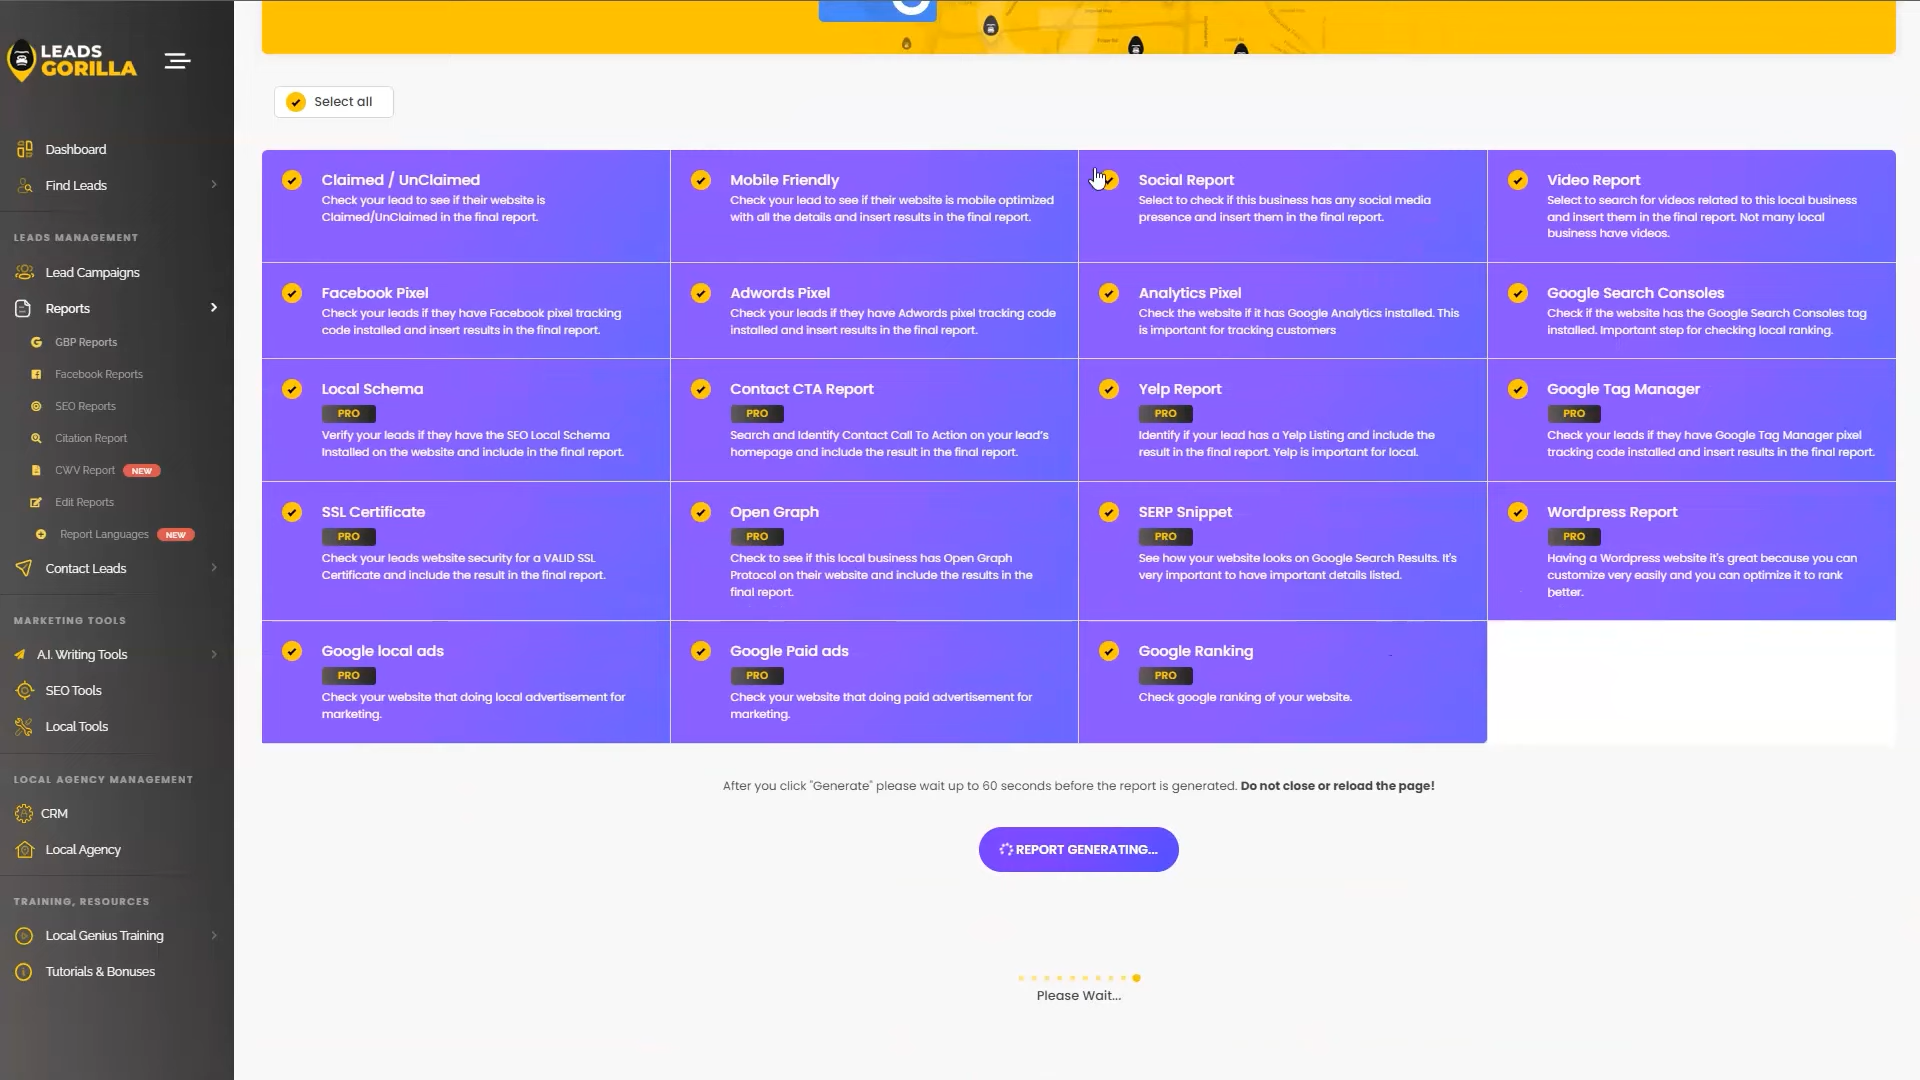 LEADS
GORILLA
Dashboard
Find Leads
LEADS MANAGEMENT
Lead Campaigns
Reports
GBP Reports
Facebook Reports
SEO Reports
Citation Report
CWV Report NEW
Edit Reports
Report Languages NEW
Contact Leads
MARKETING TOOLS
A.I. Writing Tools
SEO Tools
Local Tools
LOCAL AGENCY MANAGEMENT
CRM
Local Agency
TRAINING, RESOURCES
Local Genius Training
Tutorials & Bonuses
Select all
Claimed / UnClaimed
Check your lead to see if their website is
Claimed/UnClaimed in the final report.
Mobile Friendly
Check your lead to see if their website is mobile optimized
with all the details and insert results in the final report.
Social Report
Select to check if this business has any social media
presence and insert them in the final report.
Video Report
Select to search for videos related to this local business
and insert them in the final report. Not many local
business have videos.
Facebook Pixel
Check your leads if they have Facebook pixel tracking
code installed and insert results in the final report.
Adwords Pixel
Check your leads if they have Adwords pixel tracking code
installed and insert results in the final report.
Analytics Pixel
Check the website if it has Google Analytics installed. This
is important for tracking customers
Google Search Consoles
Check if the website has the Google Search Consoles tag
installed. Important step for checking local ranking.
Local Schema
PRO
Verify your leads if they have the SEO Local Schema
Installed on the website and include in the final report.
Contact CTA Report
PRO
Search and Identify Contact Call To Action on your lead's
homepage and include the result in the final report.
Yelp Report
PRO
Identify if your lead has a Yelp Listing and include the
result in the final report. Yelp is important for local.
Google Tag Manager
PRO
Check your leads if they have Google Tag Manager pixel
tracking code installed and insert results in the final report.
SSL Certificate
PRO
Check your leads website security for a VALID SSL
Certificate and include the result in the final report.
Open Graph
PRO
Check to see if this local business has Open Graph
Protocol on their website and include the results in the
final report.
SERP Snippet
PRO
See how your website looks on Google Search Results. It's
very important to have important details listed.
Wordpress Report
PRO
Having a Wordpress website it's great because you can
customize very easily and you can optimize it to rank
better.
Google local ads
PRO
Check your website that doing local advertisement for
marketing.
Google Paid ads
PRO
Check your website that doing paid advertisement for
marketing.
Google Ranking
PRO
Check google ranking of your website.
After you click "Generate" please wait up to 60 seconds before the report is generated. Do not close or reload the page!
REPORT GENERATING...
Please Wait...